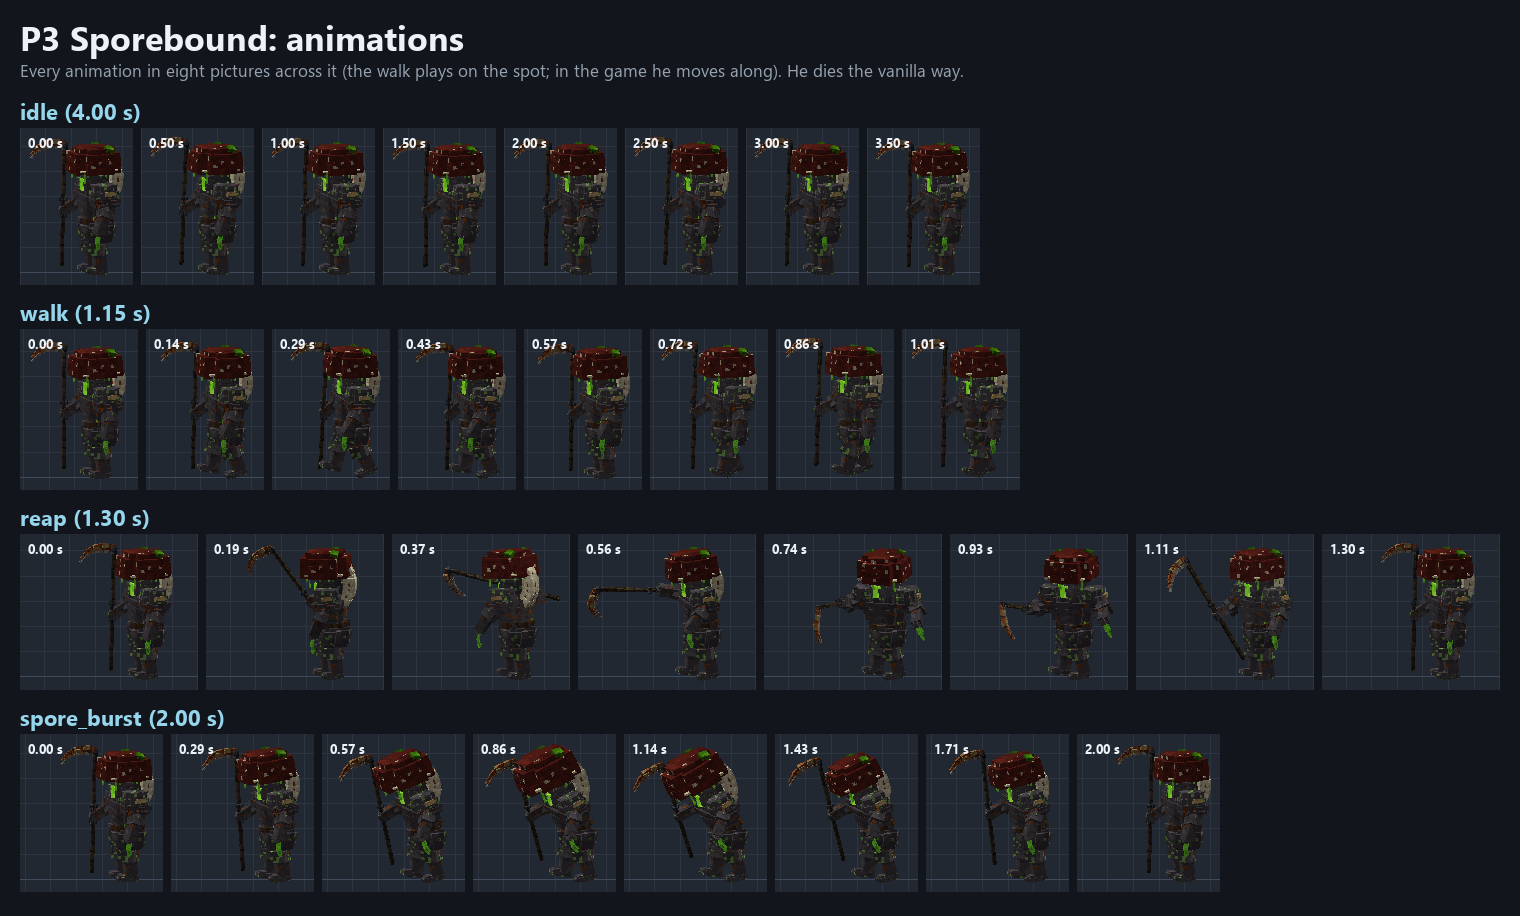 P3 Sporebound: animations
Every animation in eight pictures across it (the walk plays on the spot; in the game he moves along). He dies the vanilla way.
idle (4.00 s)
0.00 s 0.50 s 1.00 s 1.50 s 2.00 s 2.50 s 3.00 s 3.50 s
walk (1.15 s)
0.00 s 0.14 s 0.29 s 0.43 s 0.57 s 0.72 s 0.86 s 1.01 s
reap (1.30 s)
0.00 s 0.19 s 0.37 s 0.56 s 0.74 s 0.93 s 1.11 s 1.30 s
spore_burst (2.00 s)
0.00 s 0.29 s 0.57 s 0.86 s 1.14 s 1.43 s 1.71 s 2.00 s